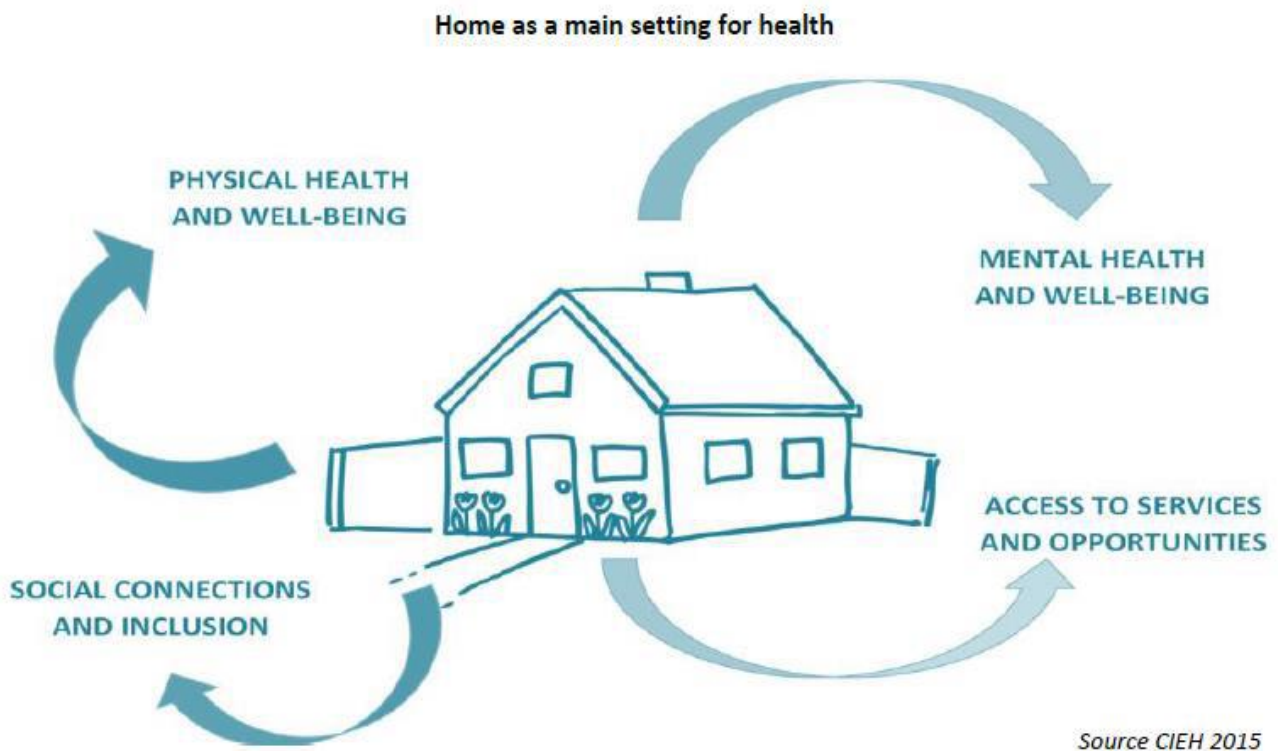 Home as a main setting for health
PHYSICAL HEALTH
AND WELL-BEING
MENTAL HEALTH
AND WELL-BEING
SOCIAL CONNECTIONS
AND INCLUSION
ACCESS TO SERVICES
AND OPPORTUNITIES
Source CIEH 2015